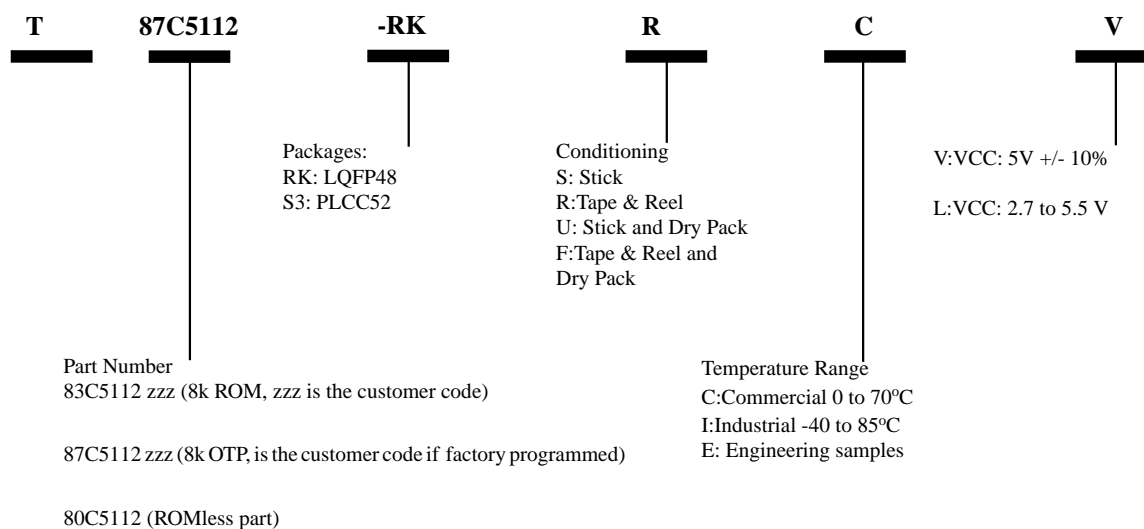 T 87C5112 -RK R C V
Packages:
RK: LQFP48
S3: PLCC52
Conditioning
S: Stick
R:Tape & Reel
U: Stick and Dry Pack
F:Tape & Reel and
Dry Pack
V:VCC: 5V +/- 10%
L:VCC: 2.7 to 5.5 V
Part Number
83C5112 zzz (8k ROM, zzz is the customer code)
87C5112 zzz (8k OTP, is the customer code if factory programmed)
80C5112 (ROMless part)
Temperature Range
C:Commercial 0 to 70°C
I:Industrial -40 to 85°C
E: Engineering samples